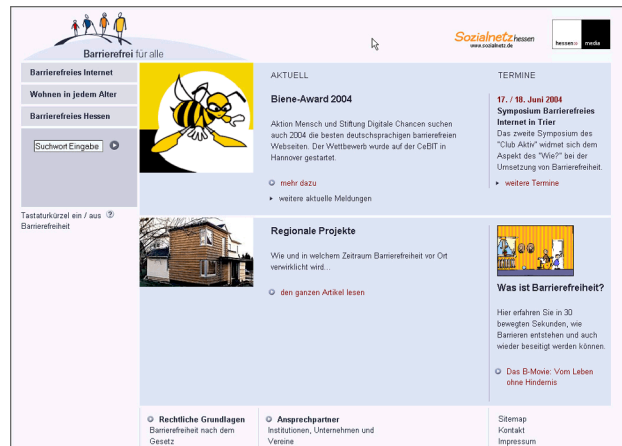 Barrierefrei für alle
Sozialnetz hessen
www.sozialnetz.de
hessen
media
Barrierefreies Internet
Wohnen in jedem Alter
Barrierefreies Hessen
Suchwort Eingabe
Tastaturkürzel ein / aus
Barrierefreiheit
AKTUELL
Biene-Award 2004
Aktion Mensch und Stiftung Digitale Chancen suchen
auch 2004 die besten deutschsprachigen barrierefreien
Webseiten. Der Wettbewerb wurde auf der CeBIT in
Hannover gestartet.
mehr dazu
weitere aktuelle Meldungen
TERMINE
17. / 18. Juni 2004
Symposium Barrierefreies
Internet in Trier
Das zweite Symposium des
"Club Aktiv" widmet sich dem
Aspekt des "Wie?" bei der
Umsetzung von Barrierefreiheit.
weitere Termine
Regionale Projekte
Wie und in welchem Zeitraum Barrierefreiheit vor Ort
verwirklicht wird...
den ganzen Artikel lesen
Was ist Barrierefreiheit?
Hier erfahren Sie in 30
bewegten Sekunden, wie
Barrieren entstehen und auch
wieder beseitigt werden können.
Das B-Movie: Vom Leben
ohne Hindernis
Rechtliche Grundlagen
Barrierefreiheit nach dem
Gesetz
Ansprechpartner
Institutionen, Unternehmen und
Vereine
Sitemap
Kontakt
Impressum